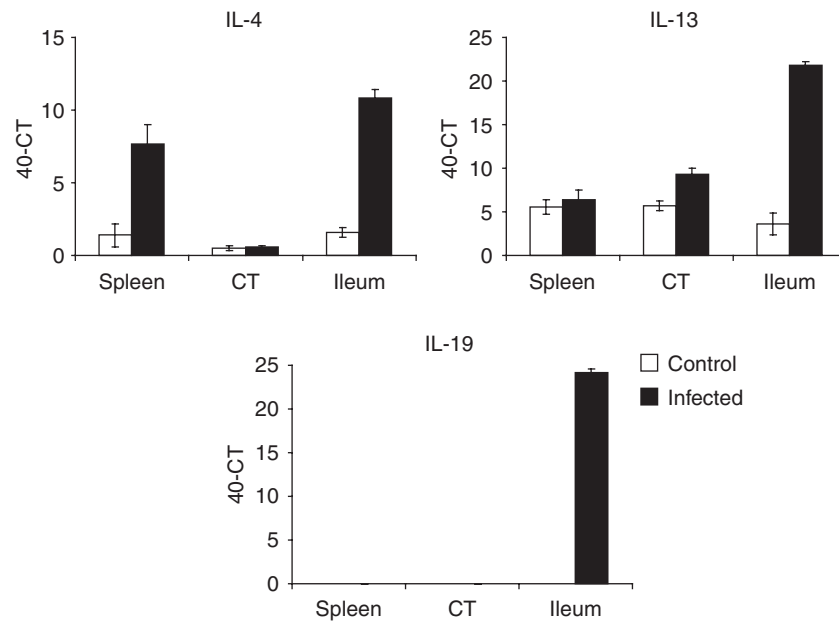 IL-4
15
10
5
0
40-CT
Spleen CT Ileum
IL-13
25
20
15
10
5
0
40-CT
Spleen CT Ileum
IL-19
25
20
15
10
5
0
40-CT
Spleen CT Ileum
Control
Infected